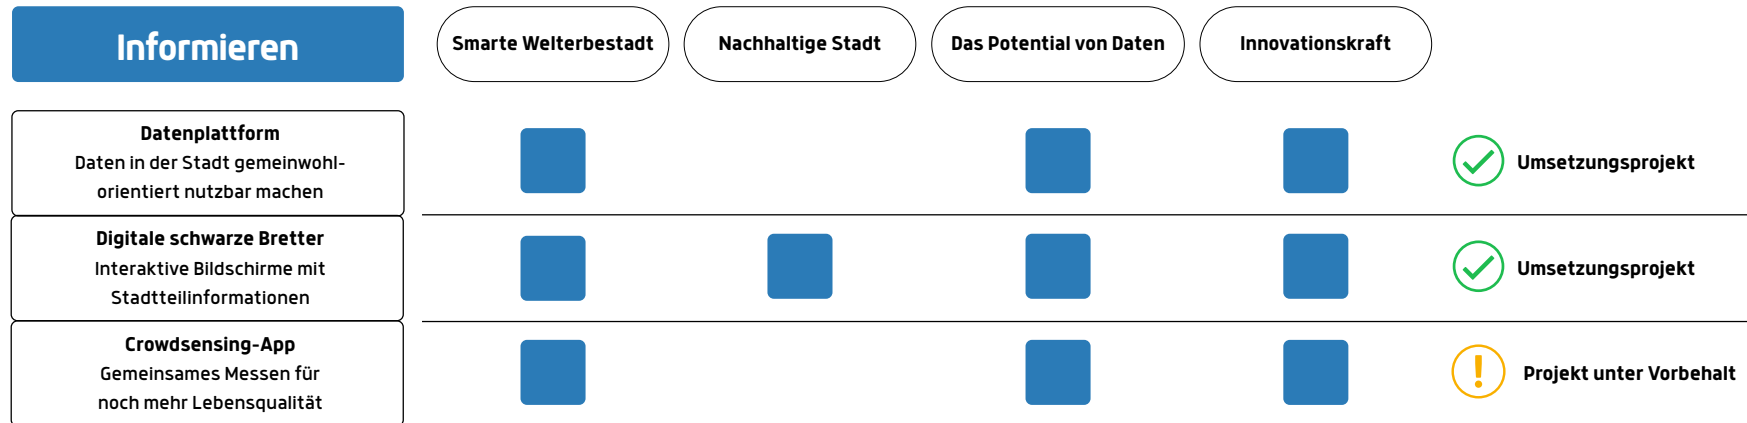 Informieren
Smarte Welterbestadt
Nachhaltige Stadt
Das Potential von Daten
Innovationskraft
Datenplattform
Daten in der Stadt gemeinwohl-
orientiert nutzbar machen
Umsetzungsprojekt
Digitale schwarze Bretter
Interaktive Bildschirme mit
Stadtteilinformationen
Umsetzungsprojekt
Crowdsensing-App
Gemeinsames Messen für
noch mehr Lebensqualität
Projekt unter Vorbehalt